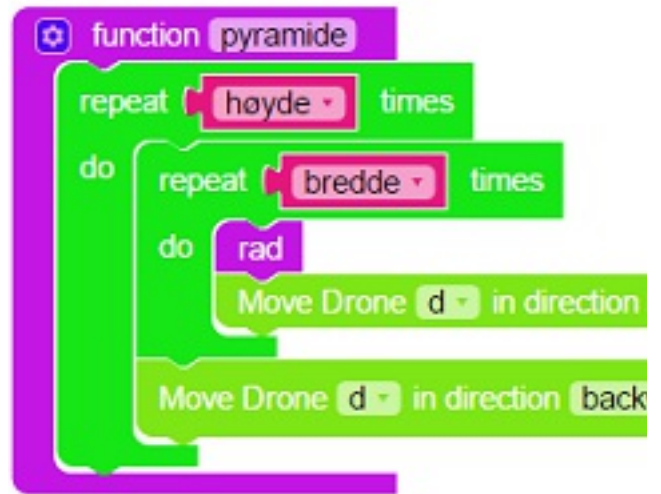 function pyramide
repeat høyde times
do repeat bredde times
do rad
Move Drone d in direction
Move Drone d in direction